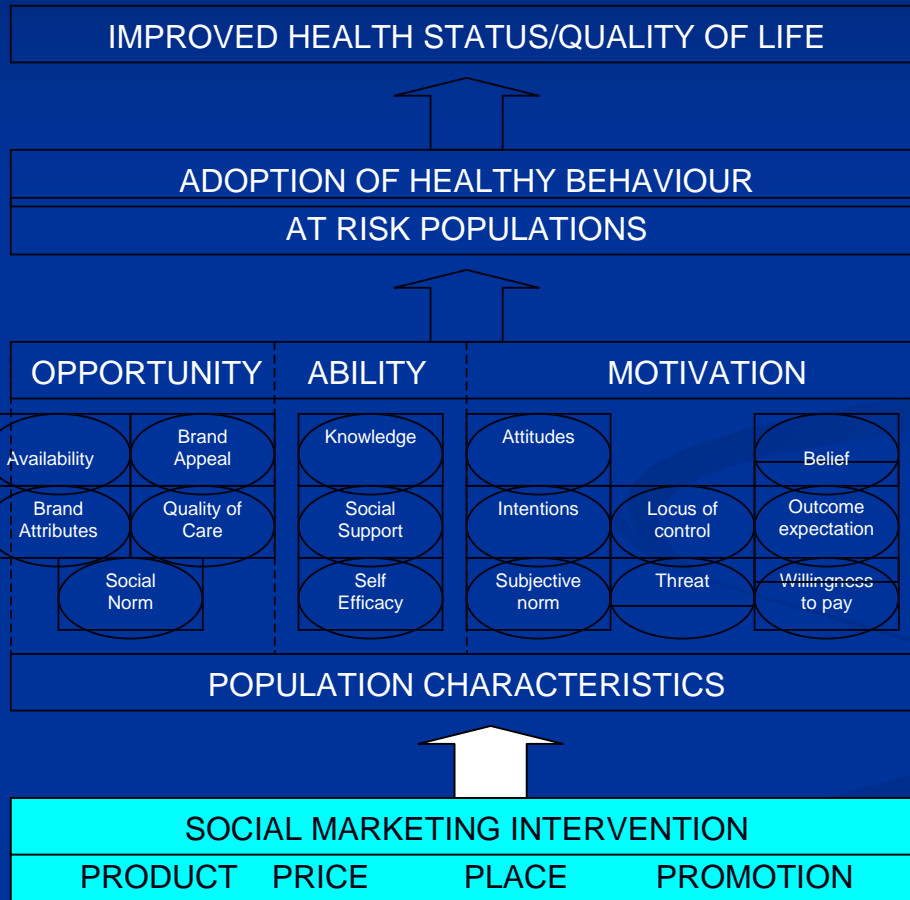 IMPROVED HEALTH STATUS/QUALITY OF LIFE
ADOPTION OF HEALTHY BEHAVIOUR
AT RISK POPULATIONS
OPPORTUNITY ABILITY MOTIVATION
Availability
Brand
Appeal
Knowledge
Attitudes
Belief
Brand
Attributes
Quality of
Care
Social
Support
Intentions
Locus of
control
Outcome
expectation
Social
Norm
Self
Efficacy
Subjective
norm
Threat
Willingness
to pay
POPULATION CHARACTERISTICS
SOCIAL MARKETING INTERVENTION
PRODUCT PRICE PLACE PROMOTION